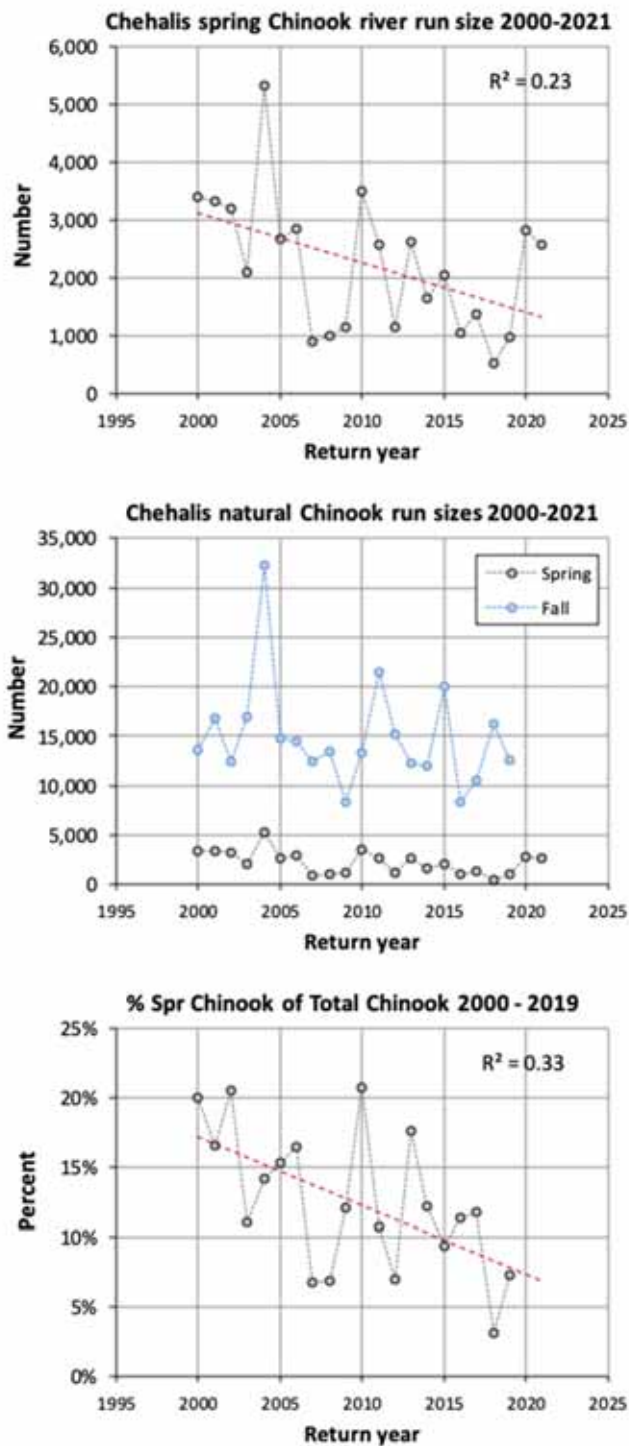 Chehalis spring Chinook river run size 2000-2021
6,000
5,000
4,000
3,000
2,000
1,000
0
Number
R² = 0.23
1995 2000 2005 2010 2015 2020 2025
Return year
Chehalis natural Chinook run sizes 2000-2021
35,000
30,000
25,000
20,000
15,000
10,000
5,000
0
Number
Spring
Fall
1995 2000 2005 2010 2015 2020 2025
Return year
% Spr Chinook of Total Chinook 2000 - 2019
25%
20%
15%
10%
5%
0%
Percent
R² = 0.33
1995 2000 2005 2010 2015 2020 2025
Return year